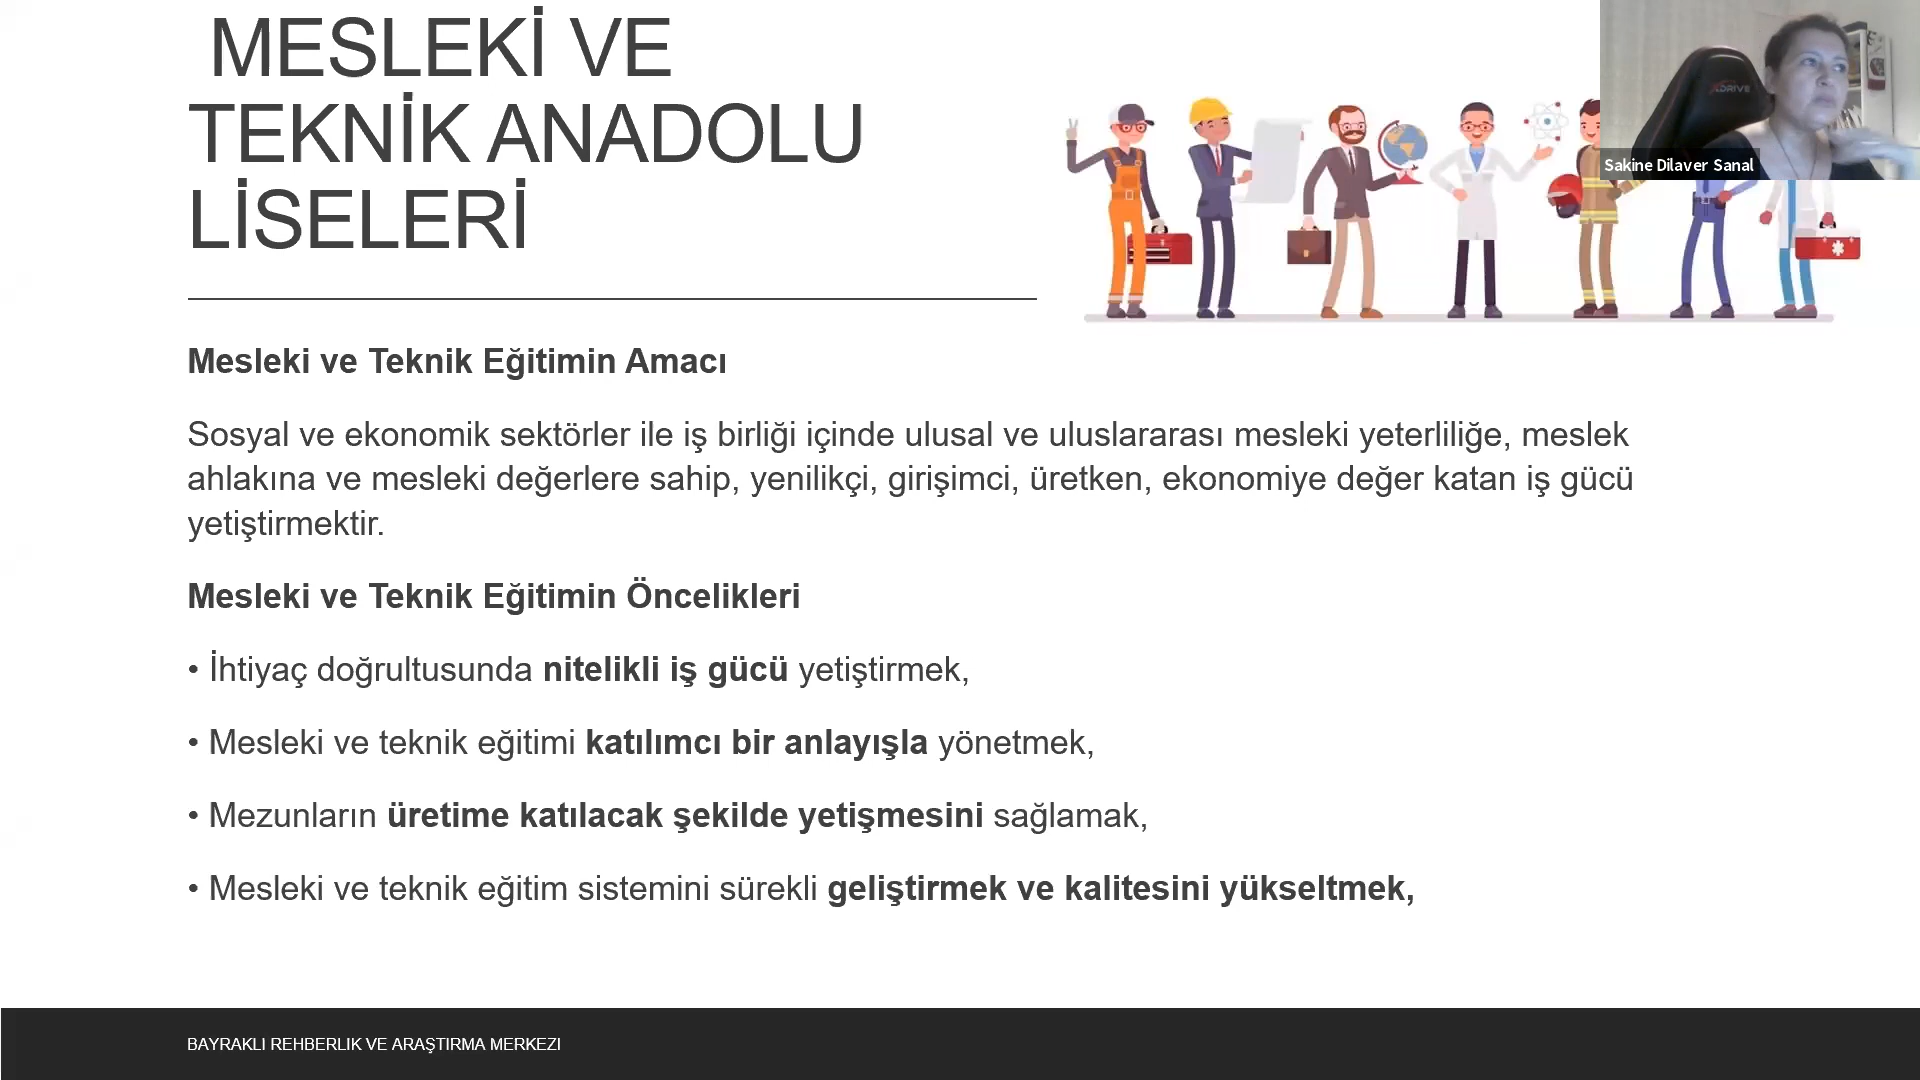 MESLEKİ VE
TEKNİK ANADOLU
LİSELERİ
XDRIVE
Sakine Dilaver Sanal
Mesleki ve Teknik Eğitimin Amacı
Sosyal ve ekonomik sektörler ile iş birliği içinde ulusal ve uluslararası mesleki yeterliliğe, meslek
ahlakına ve mesleki değerlere sahip, yenilikçi, girişimci, üretken, ekonomiye değer katan iş gücü
yetiştirmektir.
Mesleki ve Teknik Eğitimin Öncelikleri
• İhtiyaç doğrultusunda nitelikli iş gücü yetiştirmek,
• Mesleki ve teknik eğitimi katılımcı bir anlayışla yönetmek,
• Mezunların üretime katılacak şekilde yetişmesini sağlamak,
• Mesleki ve teknik eğitim sistemini sürekli geliştirmek ve kalitesini yükseltmek,
BAYRAKLI REHBERLIK VE ARAŞTIRMA MERKEZI